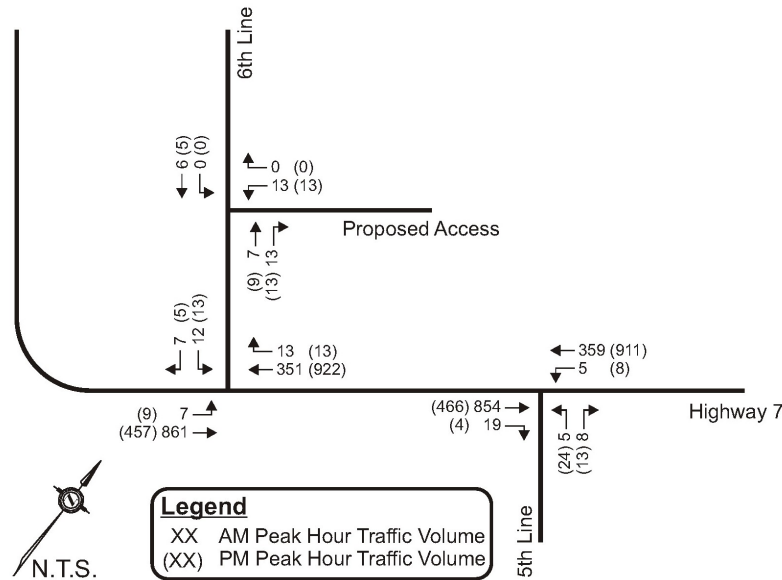 6th Line
6 (5)
0 (0)
0 (0)
13 (13)
Proposed Access
(9) 7
(13) 13
7 (5)
12 (13)
13 (13)
351 (922)
359 (911)
5 (8)
(9) 7
(457) 861
(466) 854
(4) 19
Highway 7
(24) 5
(13) 8
5th Line
Legend
XX AM Peak Hour Traffic Volume
(XX) PM Peak Hour Traffic Volume
N.T.S.